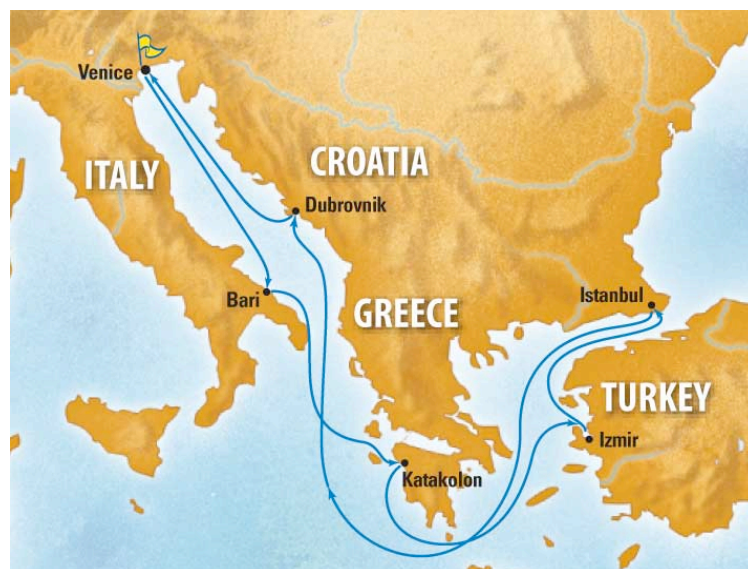 Venice
ITALY
CROATIA
Dubrovnik
Bari
GREECE
Istanbul
TURKEY
Izmir
Katakolon